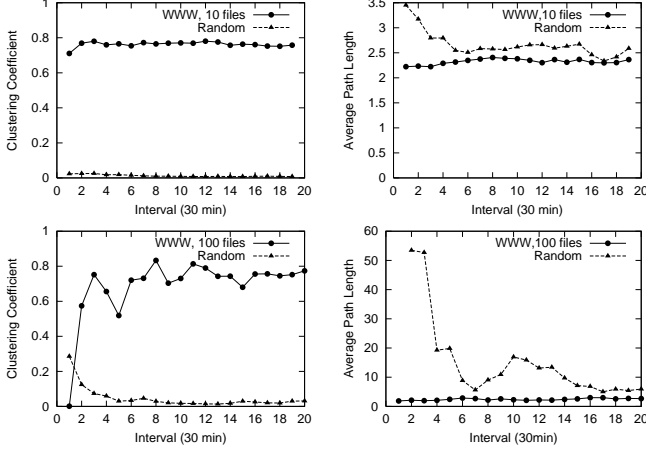 WWW, 10 files
Random
Clustering Coefficient
1
0.8
0.6
0.4
0.2
0
0 2 4 6 8 10 12 14 16 18 20
Interval (30 min)
WWW,10 files
Random
Average Path Length
3.5
3
2.5
2
1.5
1
0.5
0
0 2 4 6 8 10 12 14 16 18 20
Interval (30 min)
WWW, 100 files
Random
Clustering Coefficient
1
0.8
0.6
0.4
0.2
0
0 2 4 6 8 10 12 14 16 18 20
Interval (30 min)
WWW,100 files
Random
Average Path Length
60
50
40
30
20
10
0
0 2 4 6 8 10 12 14 16 18 20
Interval (30min)